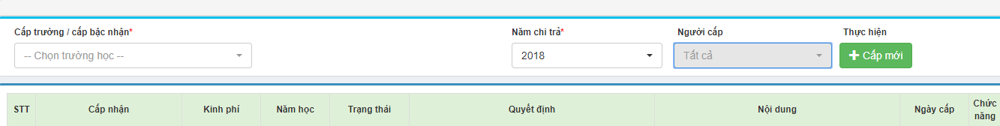 Cấp trường / cấp bậc nhận* Năm chi trả* Người cấp Thực hiện
-- Chọn trường học -- 2018 Tất cả Cấp mới
STT Cấp nhận Kinh phí Năm học Trạng thái Quyết định Nội dung Ngày cấp Chức năng